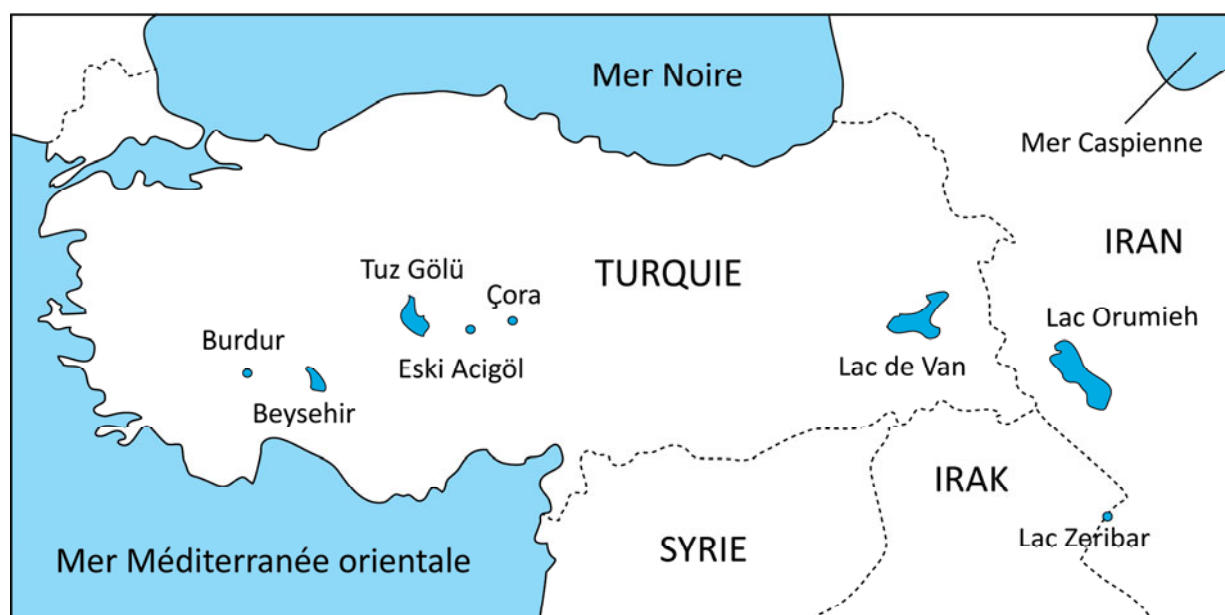 Mer Noire
Mer Caspienne
IRAN
Tuz Gölü
TURQUIE
Çora
Lac Orumieh
Burdur
Eski Acigöl
Lac de Van
Beysehir
IRAK
Lac Zeribar
SYRIE
Mer Méditerranée orientale